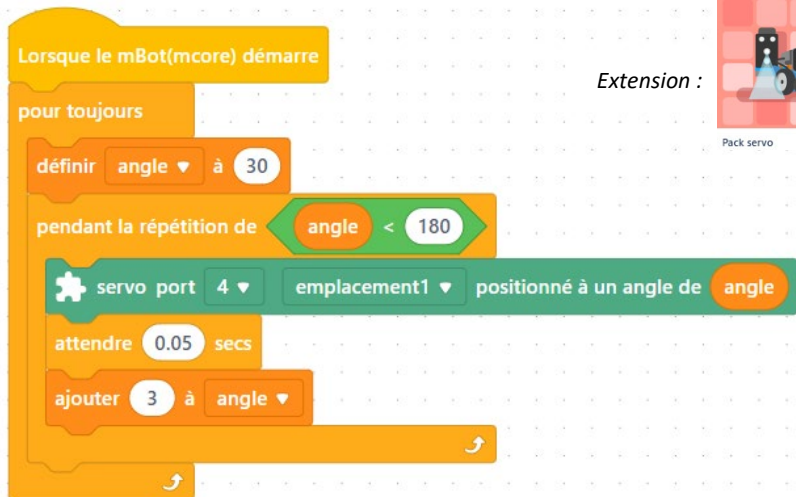 Lorsque le mBot(mcore) démarre
Extension :
pour toujours
Pack servo
définir angle à 30
pendant la répétition de angle < 180
servo port 4 emplacement1 positionné à un angle de angle
attendre 0.05 secs
ajouter 3 à angle